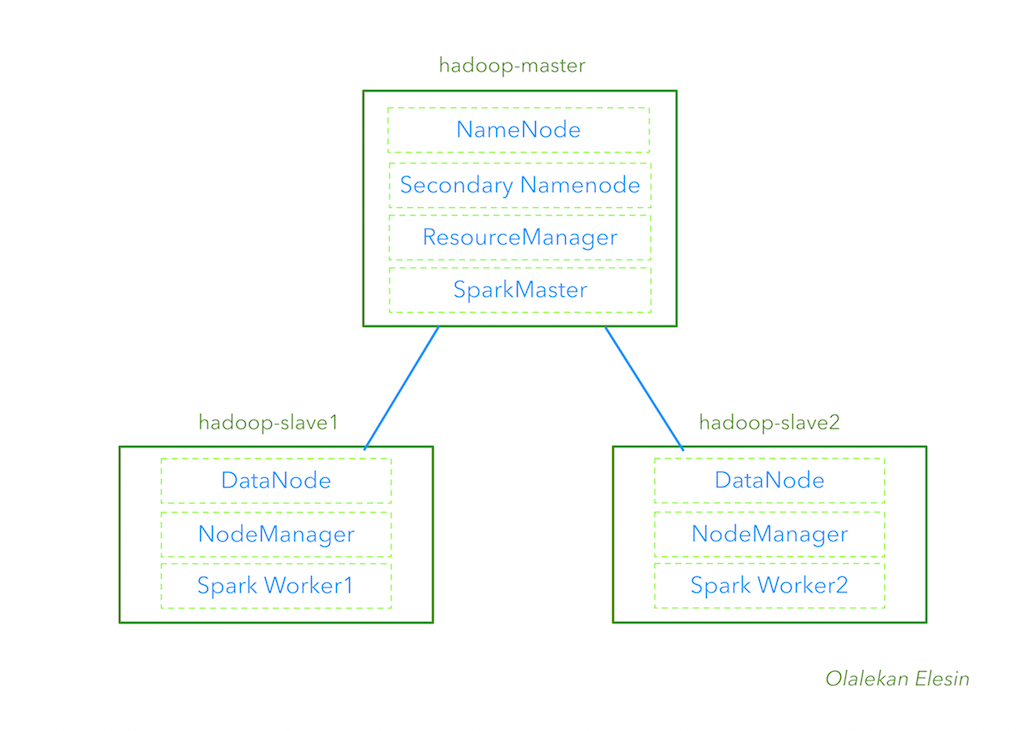 hadoop-master
NameNode
Secondary Namenode
ResourceManager
SparkMaster
hadoop-slave1
DataNode
NodeManager
Spark Worker1
hadoop-slave2
DataNode
NodeManager
Spark Worker2
Olalekan Elesin